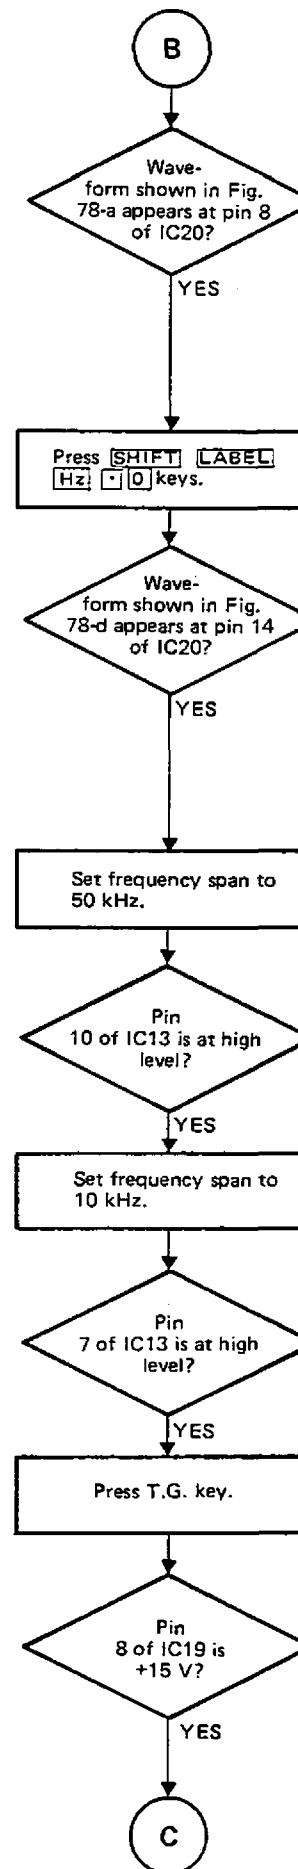 B
Wave-
form shown in Fig.
78-a appears at pin 8
of IC20?
YES
Press SHIFT LABEL
Hz · 0 keys.
Wave-
form shown in Fig.
78-d appears at pin 14
of IC20?
YES
Set frequency span to
50 kHz.
Pin
10 of IC13 is at high
level?
YES
Set frequency span to
10 kHz.
Pin
7 of IC13 is at high
level?
YES
Press T.G. key.
Pin
8 of IC19 is
+15 V?
YES
C